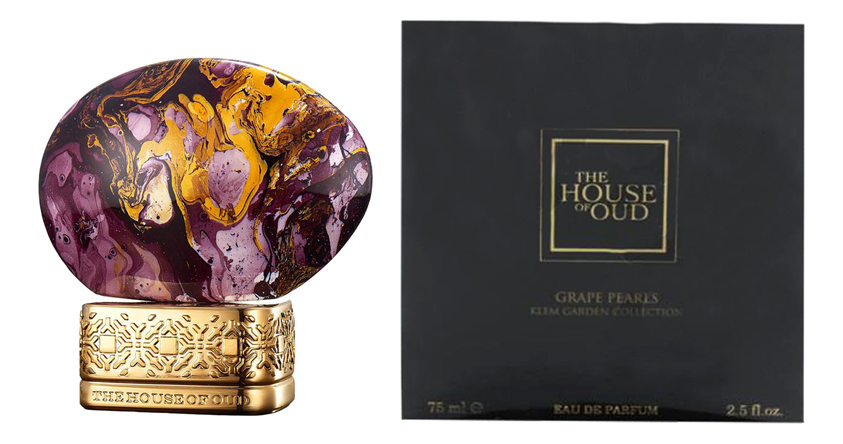 THE HOUSE OF OUD
THE
HOUSE
OF OUD
GRAPE PEARLS
KLEM GARDEN COLLECTION
75 ml ℮
EAU DE PARFUM
2.5 fl.oz.